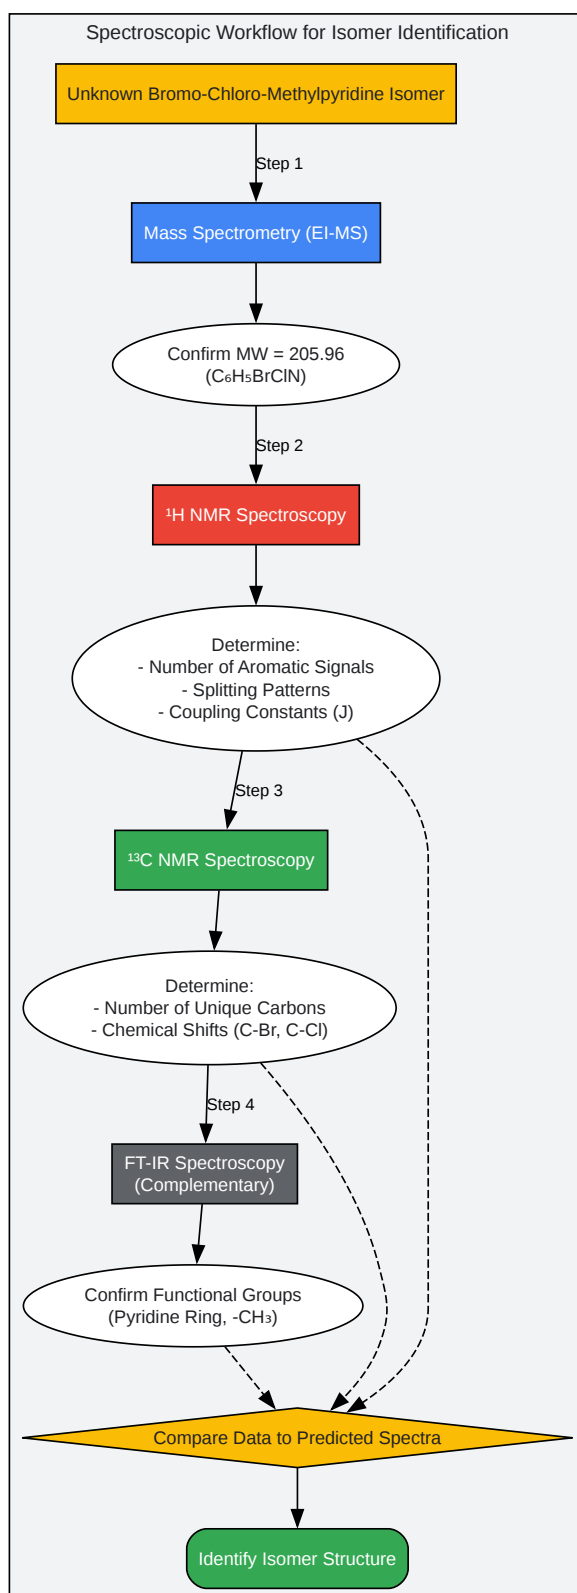 Spectroscopic Workflow for Isomer Identification
Unknown Bromo-Chloro-Methylpyridine Isomer
Step 1
Mass Spectrometry (EI-MS)
Confirm MW = 205.96
(C₆H₅BrClN)
Step 2
¹H NMR Spectroscopy
Determine:
- Number of Aromatic Signals
- Splitting Patterns
- Coupling Constants (J)
Step 3
¹³C NMR Spectroscopy
Determine:
- Number of Unique Carbons
- Chemical Shifts (C-Br, C-Cl)
Step 4
FT-IR Spectroscopy
(Complementary)
Confirm Functional Groups
(Pyridine Ring, -CH₃)
Compare Data to Predicted Spectra
Identify Isomer Structure